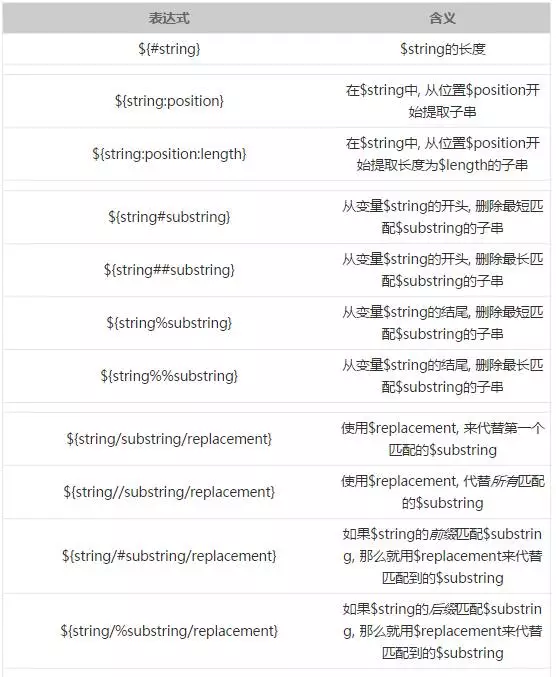 表达式 含义
${#string} $string的长度
${string:position} 在$string中, 从位置$position开
始提取子串
${string:position:length} 在$string中, 从位置$position开
始提取长度为$length的子串
${string#substring} 从变量$string的开头, 删除最短匹
配$substring的子串
${string##substring} 从变量$string的开头, 删除最长匹
配$substring的子串
${string%substring} 从变量$string的结尾, 删除最短匹
配$substring的子串
${string%%substring} 从变量$string的结尾, 删除最长匹
配$substring的子串
${string/substring/replacement} 使用$replacement, 来代替第一个
匹配的$substring
${string//substring/replacement} 使用$replacement, 代替所有匹配
的$substring
${string/#substring/replacement} 如果$string的前缀匹配$substrin
g, 那么就用$replacement来代替
匹配到的$substring
${string/%substring/replacement} 如果$string的后缀匹配$substrin
g, 那么就用$replacement来代替
匹配到的$substring